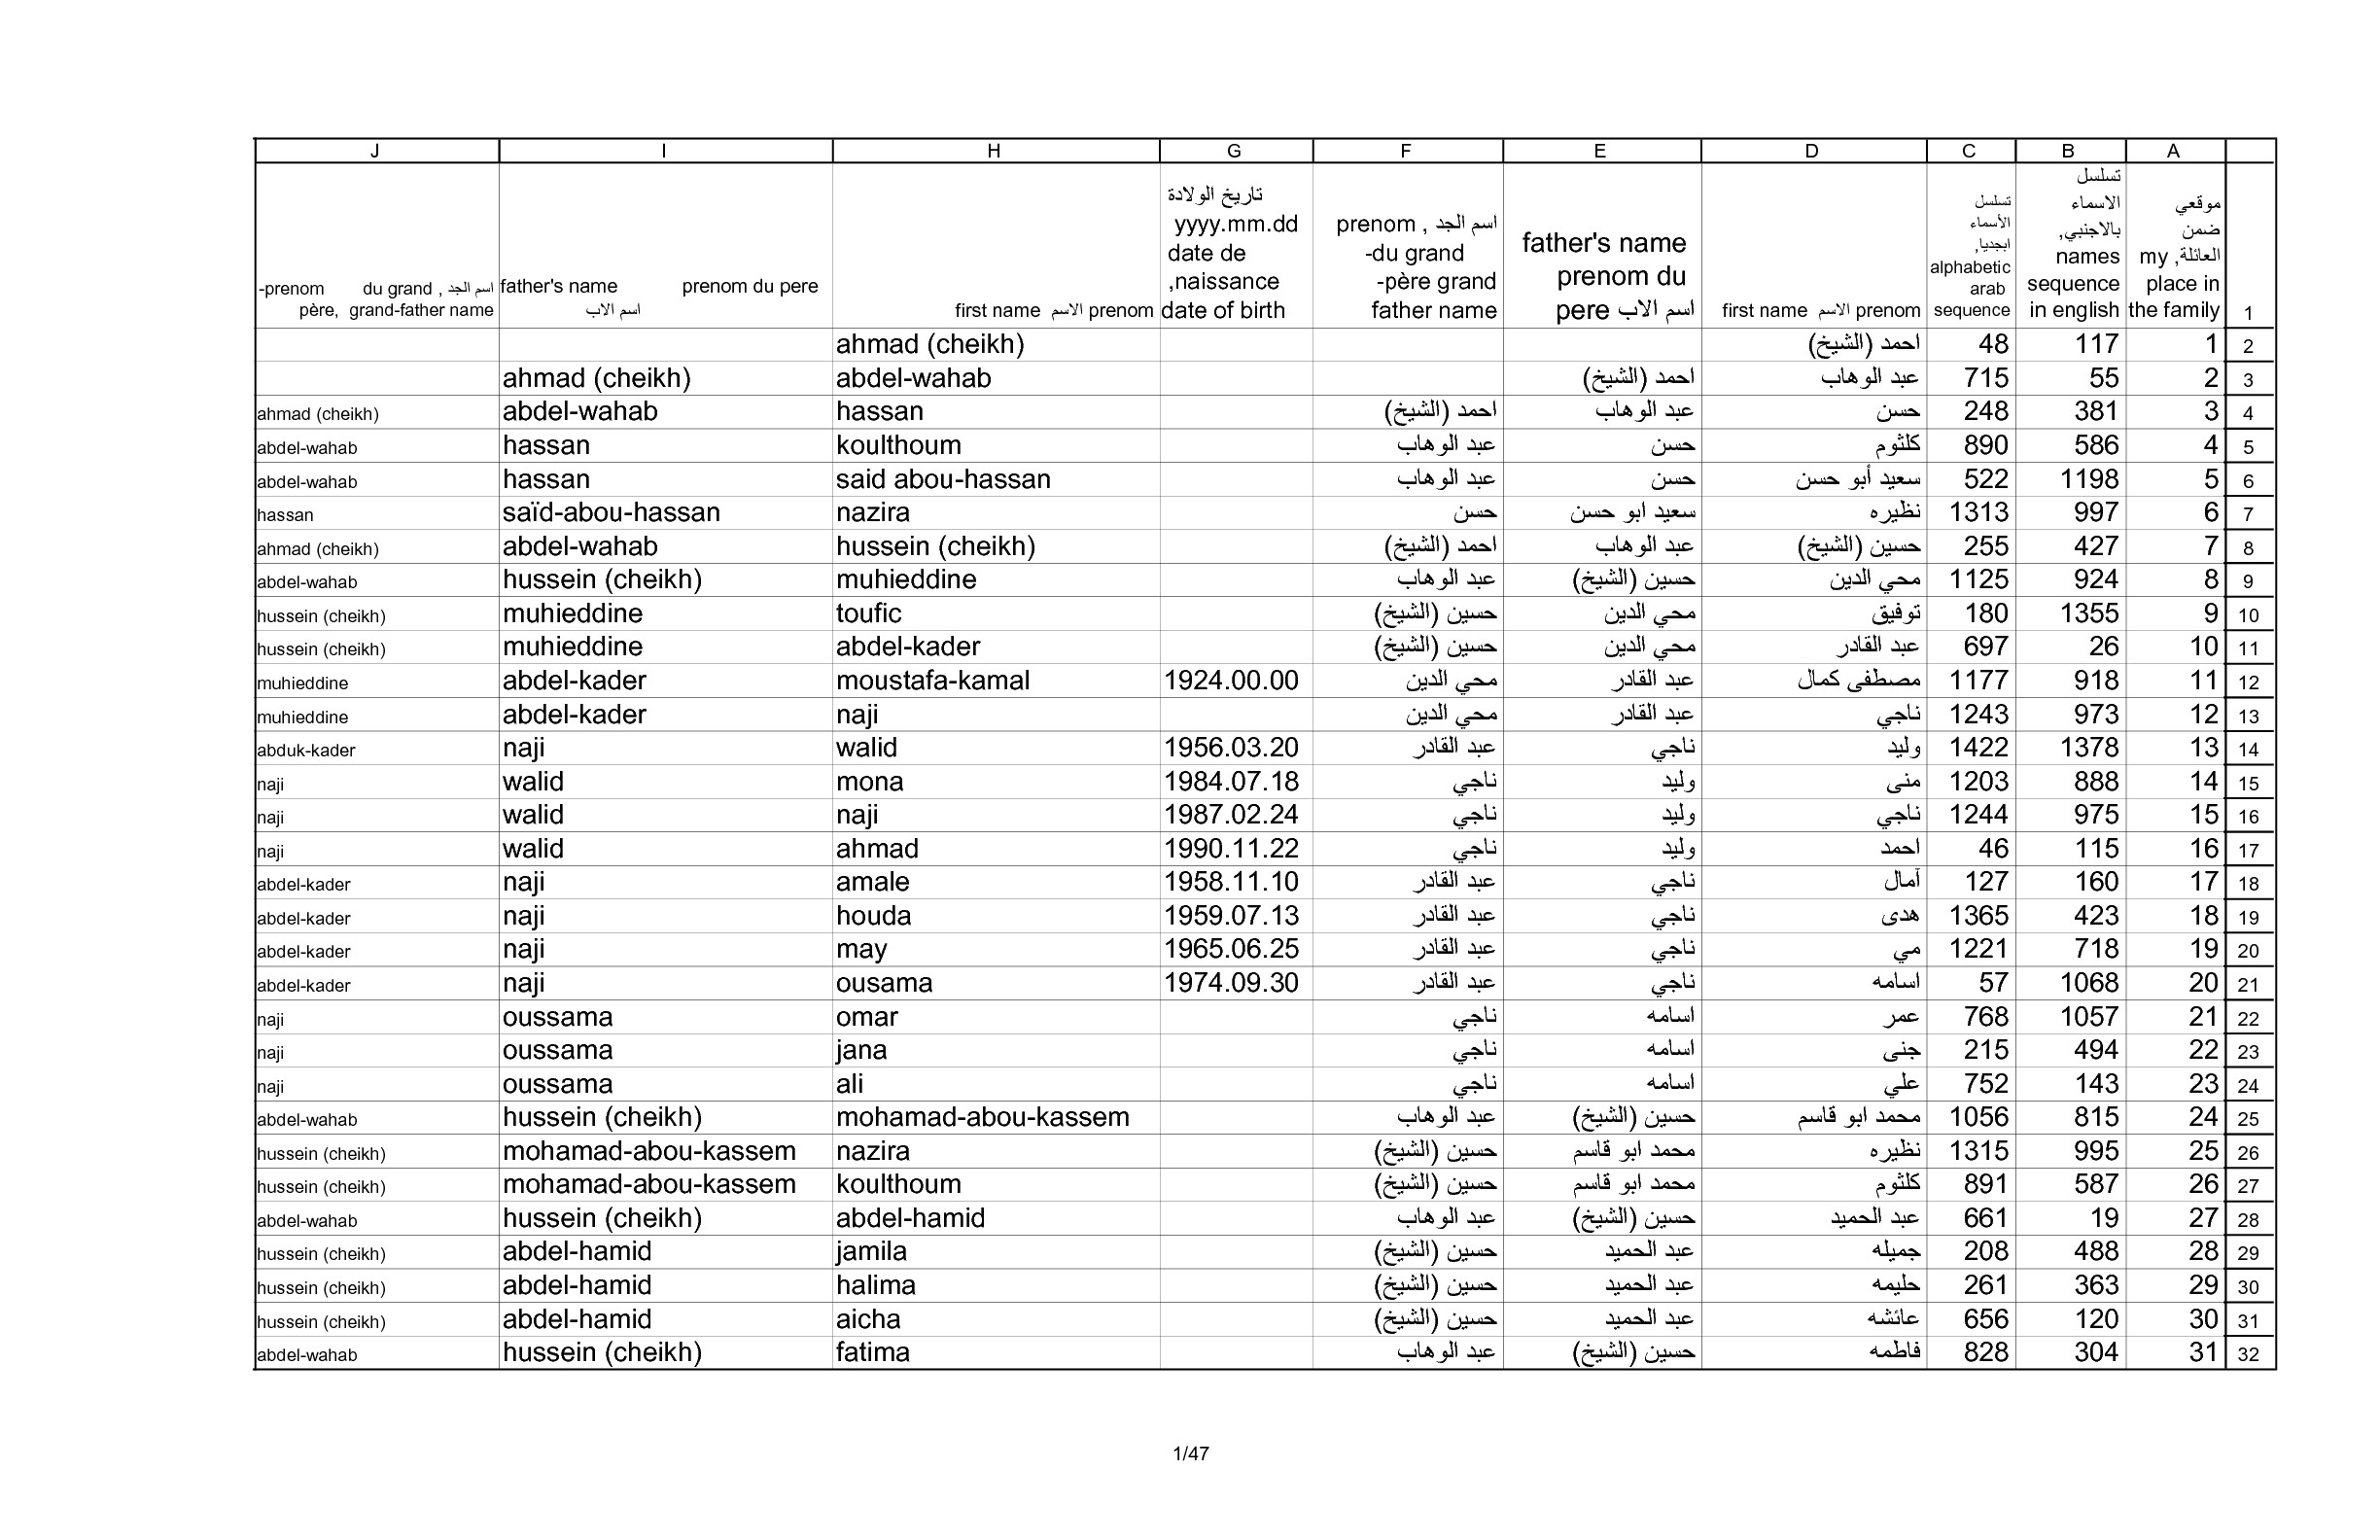 J I H G F E D C B A
-prenom du grand , اسم الجد père, grand-father name
father's name prenom du pere اسم الاب
first name الاسم prenom
تاريخ الولادة yyyy.mm.dd date de ,naissance date of birth
prenom , اسم الجد -du grand -père grand father name
father's name prenom du pere اسم الاب
first name الاسم prenom
تسلسل الأسماء ابجديا, alphabetic arab sequence
تسلسل الاسماء بالاجنبي, names sequence in english
موقعي ضمن العائلة, my place in the family
1
ahmad (cheikh) احمد (الشيخ) 48 117 1 2
ahmad (cheikh) abdel-wahab احمد (الشيخ) عبد الوهاب 715 55 2 3
ahmad (cheikh) abdel-wahab hassan احمد (الشيخ) عبد الوهاب حسن 248 381 3 4
abdel-wahab hassan koulthoum عبد الوهاب حسن كلثوم 890 586 4 5
abdel-wahab hassan said abou-hassan عبد الوهاب حسن سعيد أبو حسن 522 1198 5 6
hassan saïd-abou-hassan nazira حسن سعيد ابو حسن نظيره 1313 997 6 7
ahmad (cheikh) abdel-wahab hussein (cheikh) احمد (الشيخ) عبد الوهاب حسين (الشيخ) 255 427 7 8
abdel-wahab hussein (cheikh) muhieddine عبد الوهاب حسين (الشيخ) محي الدين 1125 924 8 9
hussein (cheikh) muhieddine toufic حسين (الشيخ) محي الدين توفيق 180 1355 9 10
hussein (cheikh) muhieddine abdel-kader حسين (الشيخ) محي الدين عبد القادر 697 26 10 11
muhieddine abdel-kader moustafa-kamal 1924.00.00 محي الدين عبد القادر مصطفى كمال 1177 918 11 12
muhieddine abdel-kader naji محي الدين عبد القادر ناجي 1243 973 12 13
abduk-kader naji walid 1956.03.20 عبد القادر ناجي وليد 1422 1378 13 14
naji walid mona 1984.07.18 ناجي وليد منى 1203 888 14 15
naji walid naji 1987.02.24 ناجي وليد ناجي 1244 975 15 16
naji walid ahmad 1990.11.22 ناجي وليد احمد 46 115 16 17
abdel-kader naji amale 1958.11.10 عبد القادر ناجي آمال 127 160 17 18
abdel-kader naji houda 1959.07.13 عبد القادر ناجي هدى 1365 423 18 19
abdel-kader naji may 1965.06.25 عبد القادر ناجي مي 1221 718 19 20
abdel-kader naji ousama 1974.09.30 عبد القادر ناجي اسامه 57 1068 20 21
naji oussama omar ناجي اسامه عمر 768 1057 21 22
naji oussama jana ناجي اسامه جنى 215 494 22 23
naji oussama ali ناجي اسامه علي 752 143 23 24
abdel-wahab hussein (cheikh) mohamad-abou-kassem عبد الوهاب حسين (الشيخ) محمد ابو قاسم 1056 815 24 25
hussein (cheikh) mohamad-abou-kassem nazira حسين (الشيخ) محمد ابو قاسم نظيره 1315 995 25 26
hussein (cheikh) mohamad-abou-kassem koulthoum حسين (الشيخ) محمد ابو قاسم كلثوم 891 587 26 27
abdel-wahab hussein (cheikh) abdel-hamid عبد الوهاب حسين (الشيخ) عبد الحميد 661 19 27 28
hussein (cheikh) abdel-hamid jamila حسين (الشيخ) عبد الحميد جميله 208 488 28 29
hussein (cheikh) abdel-hamid halima حسين (الشيخ) عبد الحميد حليمه 261 363 29 30
hussein (cheikh) abdel-hamid aicha حسين (الشيخ) عبد الحميد عائشه 656 120 30 31
abdel-wahab hussein (cheikh) fatima عبد الوهاب حسين (الشيخ) فاطمه 828 304 31 32
1/47